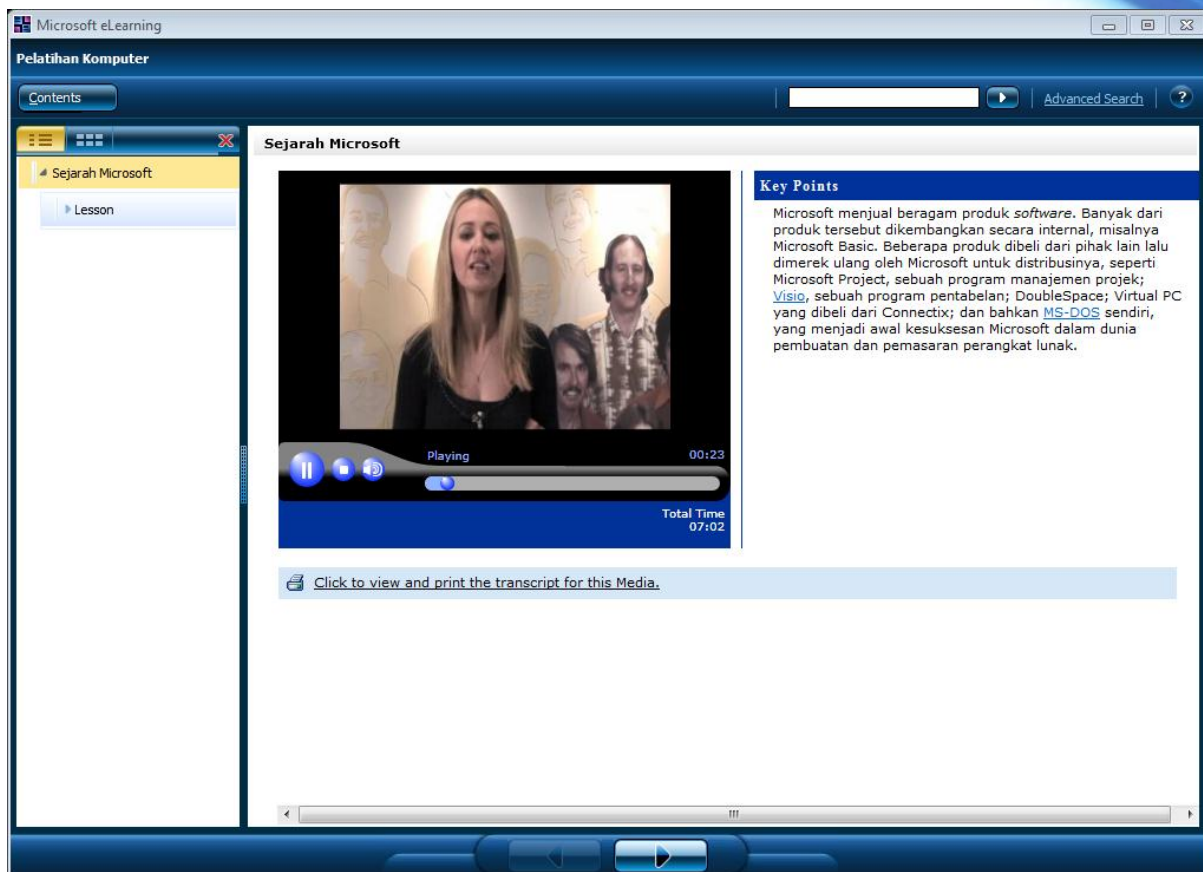 Microsoft eLearning
Pelatihan Komputer
Contents
Advanced Search
?
Sejarah Microsoft
Lesson
Sejarah Microsoft
Playing 00:23
Total Time
07:02
Key Points
Microsoft menjual beragam produk software. Banyak dari
produk tersebut dikembangkan secara internal, misalnya
Microsoft Basic. Beberapa produk dibeli dari pihak lain lalu
dimerek ulang oleh Microsoft untuk distribusinya, seperti
Microsoft Project, sebuah program manajemen projek;
Visio, sebuah program pentabelan; DoubleSpace; Virtual PC
yang dibeli dari Connectix; dan bahkan MS-DOS sendiri,
yang menjadi awal kesuksesan Microsoft dalam dunia
pembuatan dan pemasaran perangkat lunak.
Click to view and print the transcript for this Media.